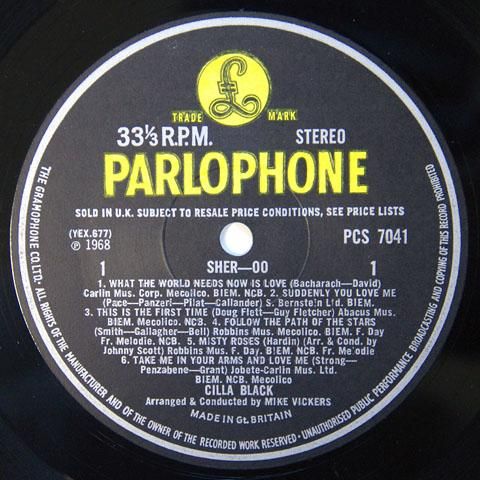 £
TRADE MARK
33⅓ R.P.M. STEREO
PARLOPHONE
SOLD IN U.K. SUBJECT TO RESALE PRICE CONDITIONS, SEE PRICE LISTS
(YEX.677)
℗ 1968
PCS 7041
1 SHER—OO 1
1. WHAT THE WORLD NEEDS NOW IS LOVE (Bacharach—David)
Carlin Mus. Corp. Mecolico. BIEM. NCB. 2. SUDDENLY YOU LOVE ME
(Pace—Panzeri—Pilat—Callander) S. Bernstein Ltd. BIEM.
3. THIS IS THE FIRST TIME (Doug Flett—Guy Fletcher) Abacus Mus.
BIEM. Mecolico. NCB. 4. FOLLOW THE PATH OF THE STARS
(Smith—Gallagher—Bell) Robbins Mus. Mecolico. BIEM. F. Day
Fr. Melodie. NCB. 5. MISTY ROSES (Hardin) (Arr. & Cond. by
Johnny Scott) Robbins Mus. F. Day. BIEM. NCB. Fr. Melodie
6. TAKE ME IN YOUR ARMS AND LOVE ME (Strong—
Penzabene—Grant) Jobete-Carlin Mus. Ltd.
BIEM. NCB. Mecolico
CILLA BLACK
Arranged & Conducted by MIKE VICKERS
MADE IN Gt. BRITAIN
THE GRAMOPHONE CO. LTD. · ALL RIGHTS OF THE MANUFACTURER AND OF THE OWNER OF THE RECORDED WORK RESERVED · UNAUTHORISED PUBLIC PERFORMANCE BROADCASTING AND COPYING OF THIS RECORD PROHIBITED